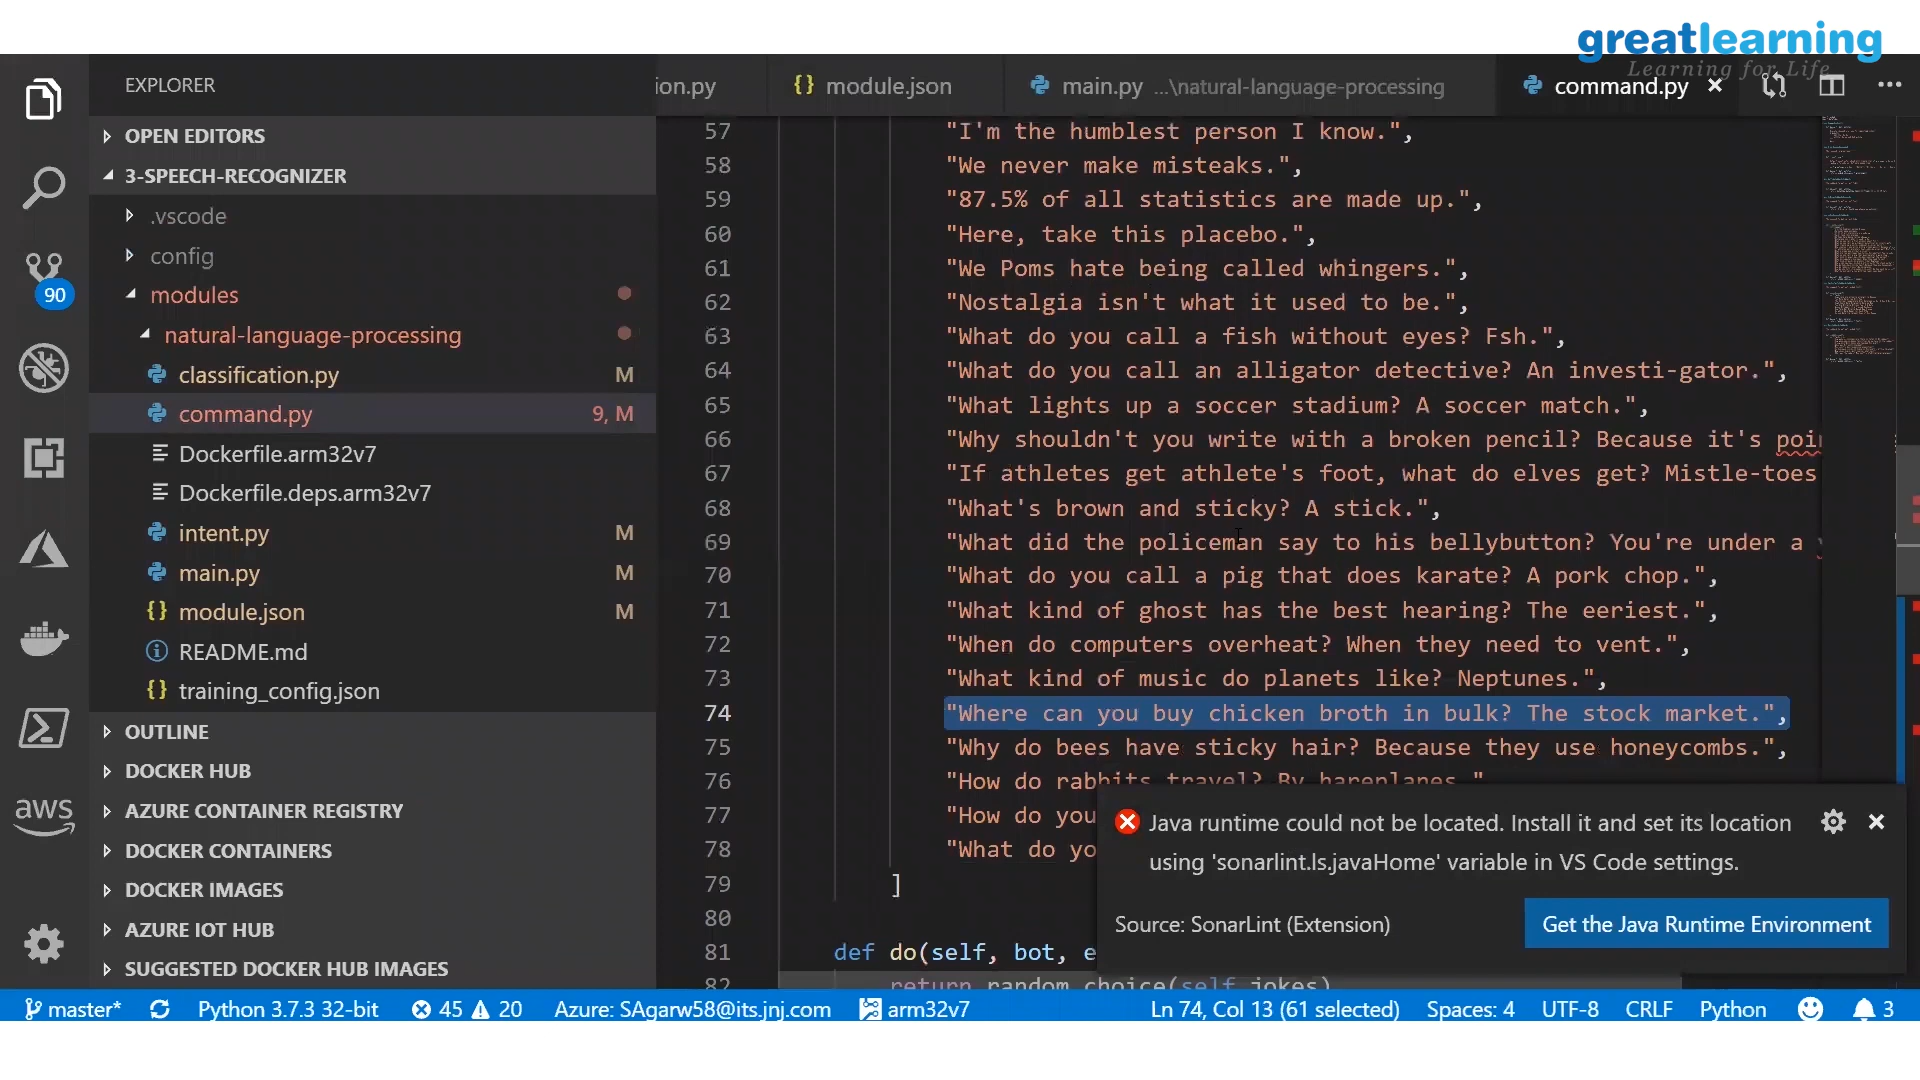 greatlearning
Learning for Life
EXPLORER
ion.py
module.json
main.py ...\natural-language-processing
command.py
OPEN EDITORS
3-SPEECH-RECOGNIZER
.vscode
config
modules
natural-language-processing
classification.py M
command.py 9, M
Dockerfile.arm32v7
Dockerfile.deps.arm32v7
intent.py M
main.py M
module.json M
README.md
training_config.json
OUTLINE
DOCKER HUB
AZURE CONTAINER REGISTRY
DOCKER CONTAINERS
DOCKER IMAGES
AZURE IOT HUB
SUGGESTED DOCKER HUB IMAGES
90
aws
57 "I'm the humblest person I know.",
58 "We never make misteaks.",
59 "87.5% of all statistics are made up.",
60 "Here, take this placebo.",
61 "We Poms hate being called whingers.",
62 "Nostalgia isn't what it used to be.",
63 "What do you call a fish without eyes? Fsh.",
64 "What do you call an alligator detective? An investi-gator.",
65 "What lights up a soccer stadium? A soccer match.",
66 "Why shouldn't you write with a broken pencil? Because it's poin
67 "If athletes get athlete's foot, what do elves get? Mistle-toes
68 "What's brown and sticky? A stick.",
69 "What did the policeman say to his bellybutton? You're under a
70 "What do you call a pig that does karate? A pork chop.",
71 "What kind of ghost has the best hearing? The eeriest.",
72 "When do computers overheat? When they need to vent.",
73 "What kind of music do planets like? Neptunes.",
74 "Where can you buy chicken broth in bulk? The stock market.",
75 "Why do bees have sticky hair? Because they use honeycombs.",
76 "How do rabbits travel? By hareplanes."
77 "How do you
78 "What do yo
79 ]
80
81 def do(self, bot, e
82 return random.choice(self.jokes)
Java runtime could not be located. Install it and set its location
using 'sonarlint.ls.javaHome' variable in VS Code settings.
Source: SonarLint (Extension)
Get the Java Runtime Environment
master* Python 3.7.3 32-bit 45 20 Azure: SAgarw58@its.jnj.com arm32v7 Ln 74, Col 13 (61 selected) Spaces: 4 UTF-8 CRLF Python 3